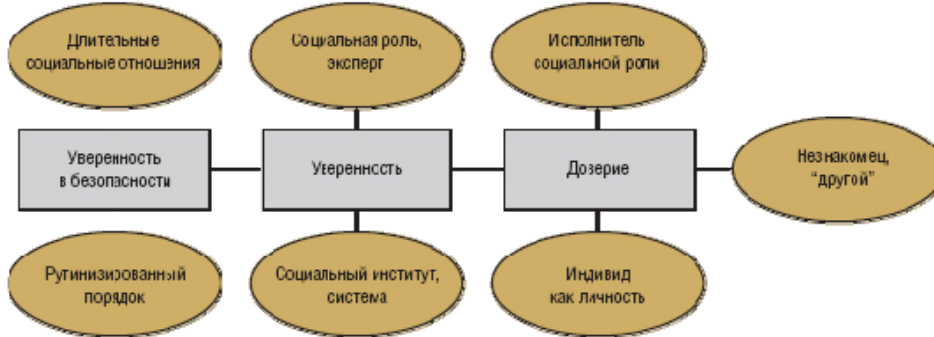 Длительные
социальные отношения
Социальная роль,
эксперт
Исполнитель
социальной роли
Уверенность
в безопасности
Уверенность
Доверие
Незнакомец,
"другой"
Рутинизированный
порядок
Социальный институт,
система
Индивид
как личность